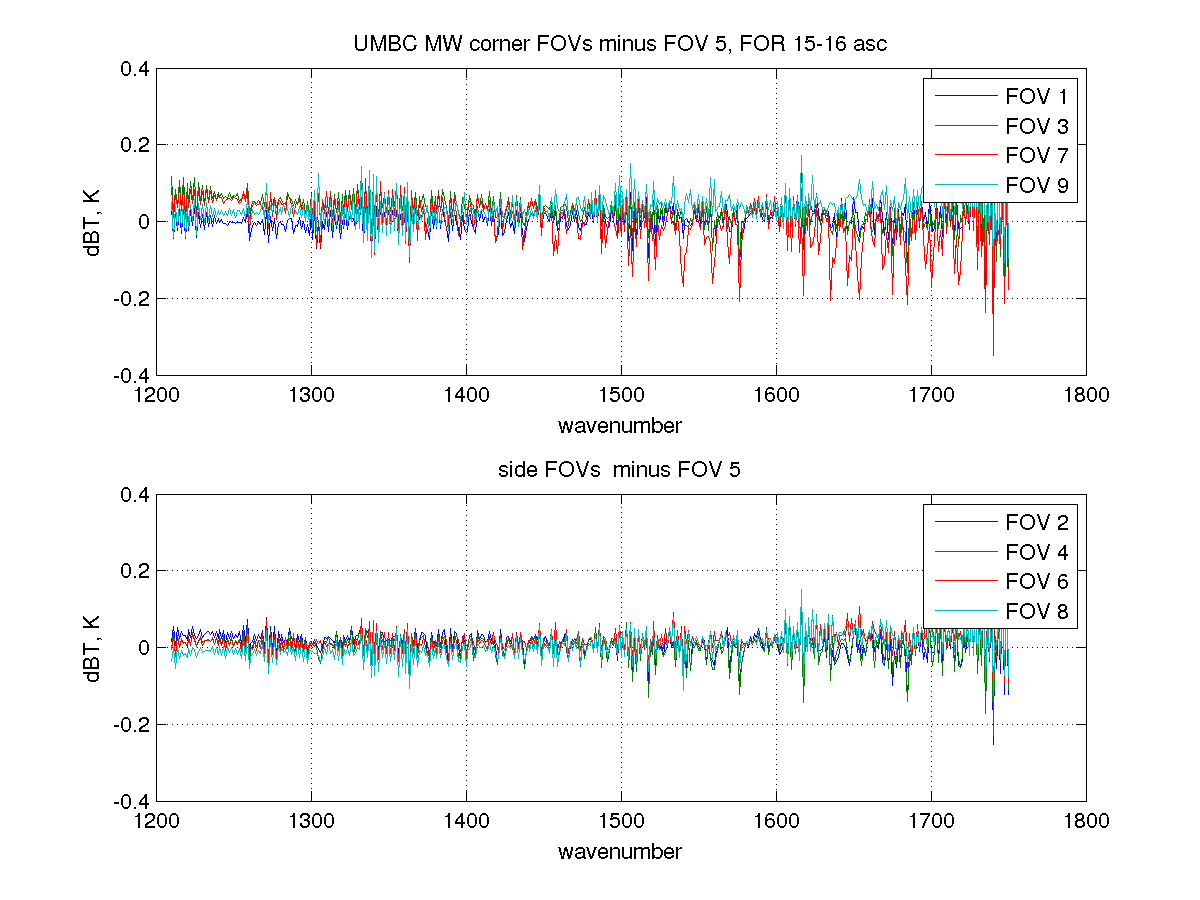 UMBC MW corner FOVs minus FOV 5, FOR 15-16 asc
0.4
0.2
0
-0.2
-0.4
dBT, K
FOV 1
FOV 3
FOV 7
FOV 9
1200 1300 1400 1500 1600 1700 1800
wavenumber
side FOVs  minus FOV 5
0.4
0.2
0
-0.2
-0.4
dBT, K
FOV 2
FOV 4
FOV 6
FOV 8
1200 1300 1400 1500 1600 1700 1800
wavenumber